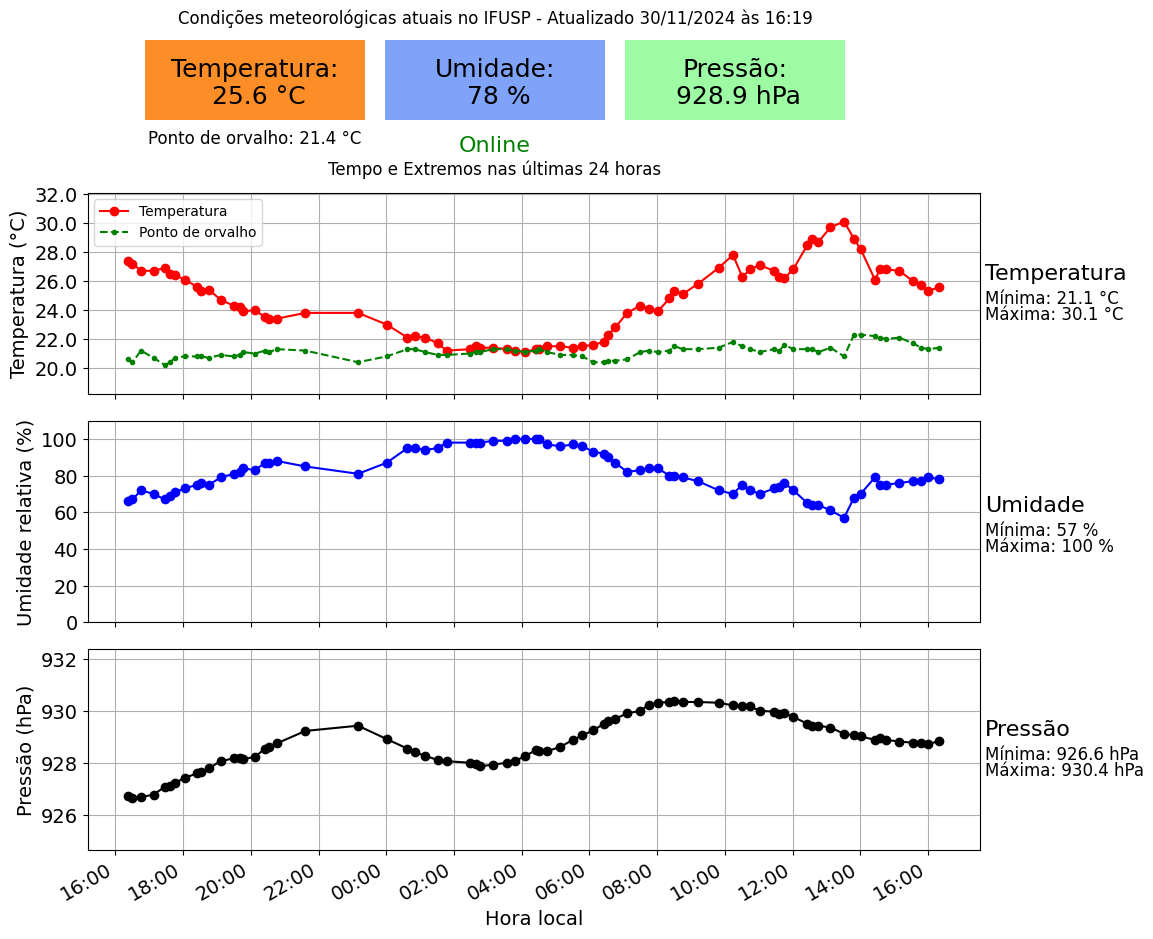 Condições meteorológicas atuais no IFUSP - Atualizado 30/11/2024 às 16:19
Temperatura:
25.6 °C
Umidade:
78 %
Pressão:
928.9 hPa
Ponto de orvalho: 21.4 °C
Online
Tempo e Extremos nas últimas 24 horas
Temperatura (°C)
32.0
30.0
28.0
26.0
24.0
22.0
20.0
Temperatura
Ponto de orvalho
Temperatura
Mínima: 21.1 °C
Máxima: 30.1 °C
Umidade relativa (%)
100
80
60
40
20
0
Umidade
Mínima: 57 %
Máxima: 100 %
Pressão (hPa)
932
930
928
926
Pressão
Mínima: 926.6 hPa
Máxima: 930.4 hPa
16:00 18:00 20:00 22:00 00:00 02:00 04:00 06:00 08:00 10:00 12:00 14:00 16:00
Hora local